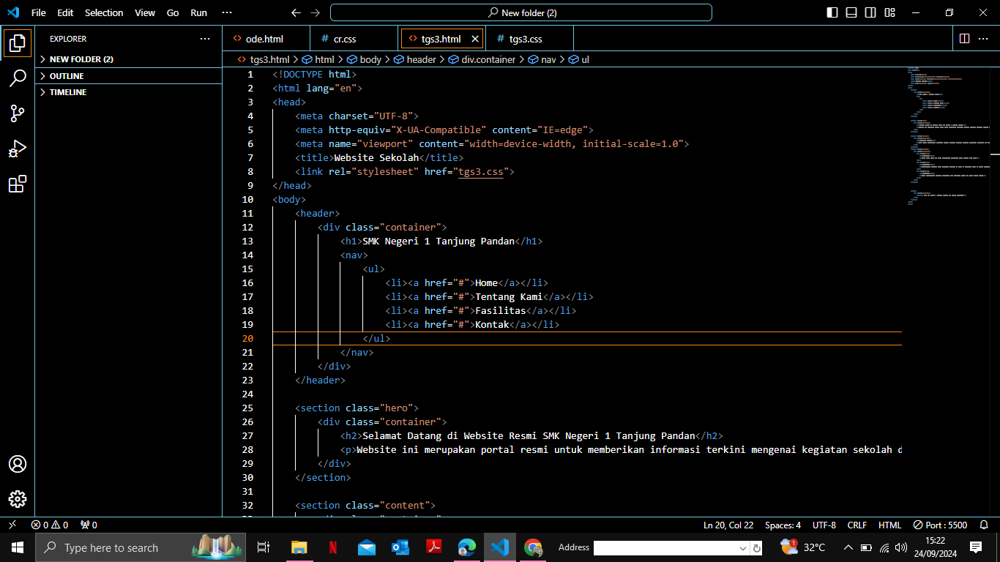 File Edit Selection View Go Run ··· New folder (2)
EXPLORER ···
NEW FOLDER (2)
OUTLINE
TIMELINE
ode.html # cr.css tgs3.html # tgs3.css ···
tgs3.html > html > body > header > div.container > nav > ul
1 <!DOCTYPE html>
2 <html lang="en">
3 <head>
4 <meta charset="UTF-8">
5 <meta http-equiv="X-UA-Compatible" content="IE=edge">
6 <meta name="viewport" content="width=device-width, initial-scale=1.0">
7 <title>Website Sekolah</title>
8 <link rel="stylesheet" href="tgs3.css">
9 </head>
10 <body>
11 <header>
12 <div class="container">
13 <h1>SMK Negeri 1 Tanjung Pandan</h1>
14 <nav>
15 <ul>
16 <li><a href="#">Home</a></li>
17 <li><a href="#">Tentang Kami</a></li>
18 <li><a href="#">Fasilitas</a></li>
19 <li><a href="#">Kontak</a></li>
20 </ul>
21 </nav>
22 </div>
23 </header>
24
25 <section class="hero">
26 <div class="container">
27 <h2>Selamat Datang di Website Resmi SMK Negeri 1 Tanjung Pandan</h2>
28 <p>Website ini merupakan portal resmi untuk memberikan informasi terkini mengenai kegiatan sekolah d
29 </div>
30 </section>
31
32 <section class="content">
0 0 0 Ln 20, Col 22 Spaces: 4 UTF-8 CRLF HTML Port : 5500
Type here to search Address 1 32°C 15:22
24/09/2024